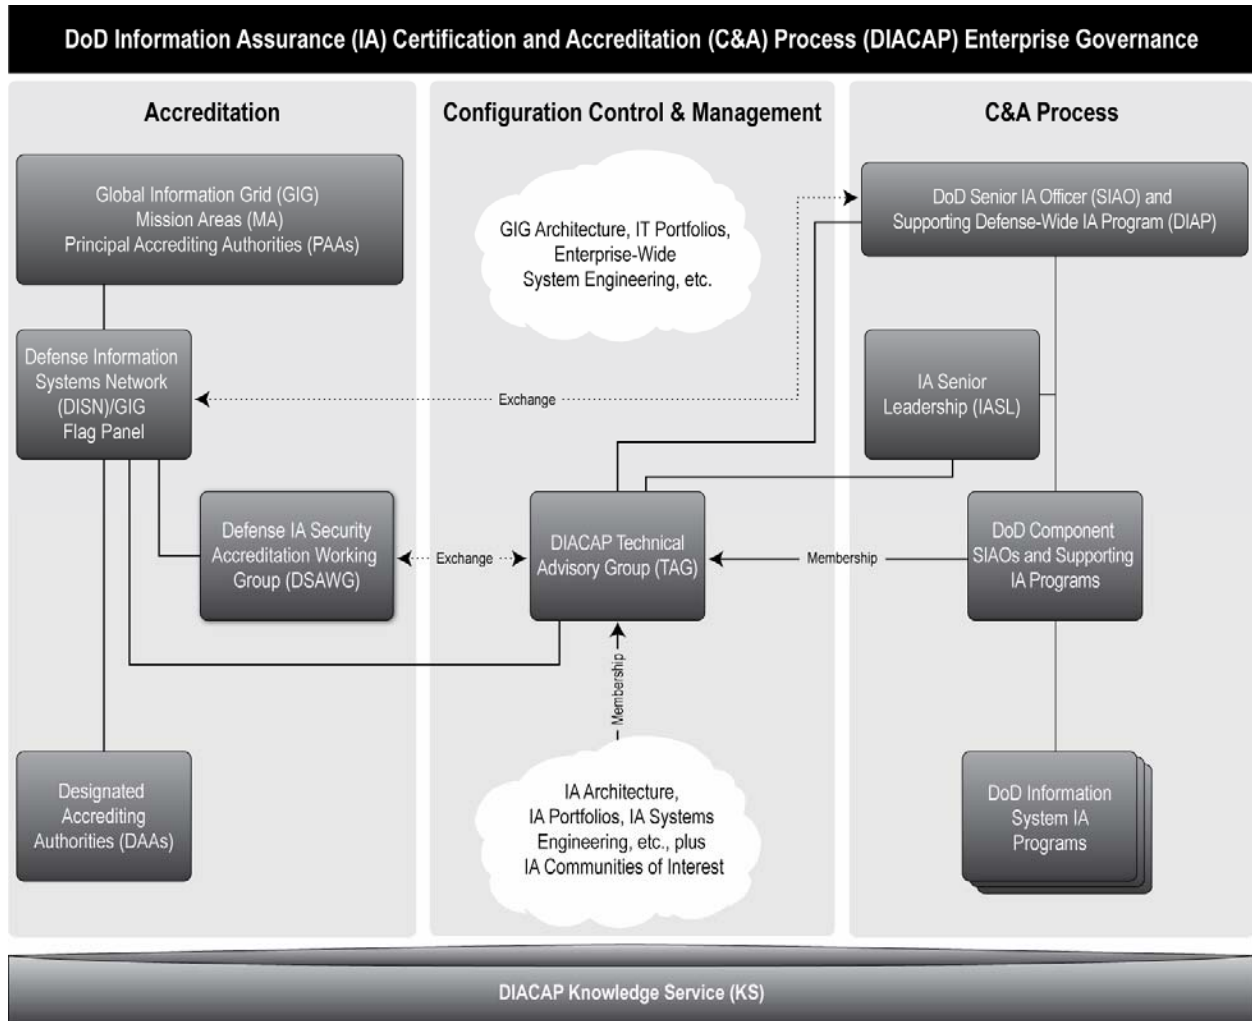 DoD Information Assurance (IA) Certification and Accreditation (C&A) Process (DIACAP) Enterprise Governance
Accreditation
Global Information Grid (GIG)
Mission Areas (MA)
Principal Accrediting Authorities (PAAs)
Defense Information
Systems Network
(DISN)/GIG
Flag Panel
Defense IA Security
Accreditation Working
Group (DSAWG)
Designated
Accrediting
Authorities (DAAs)
Configuration Control & Management
GIG Architecture, IT Portfolios,
Enterprise-Wide
System Engineering, etc.
Exchange
Exchange
DIACAP Technical
Advisory Group (TAG)
Membership
Membership
IA Architecture,
IA Portfolios, IA Systems
Engineering, etc., plus
IA Communities of Interest
C&A Process
DoD Senior IA Officer (SIAO) and
Supporting Defense-Wide IA Program (DIAP)
IA Senior
Leadership (IASL)
DoD Component
SIAOs and Supporting
IA Programs
DoD Information
System IA
Programs
DIACAP Knowledge Service (KS)